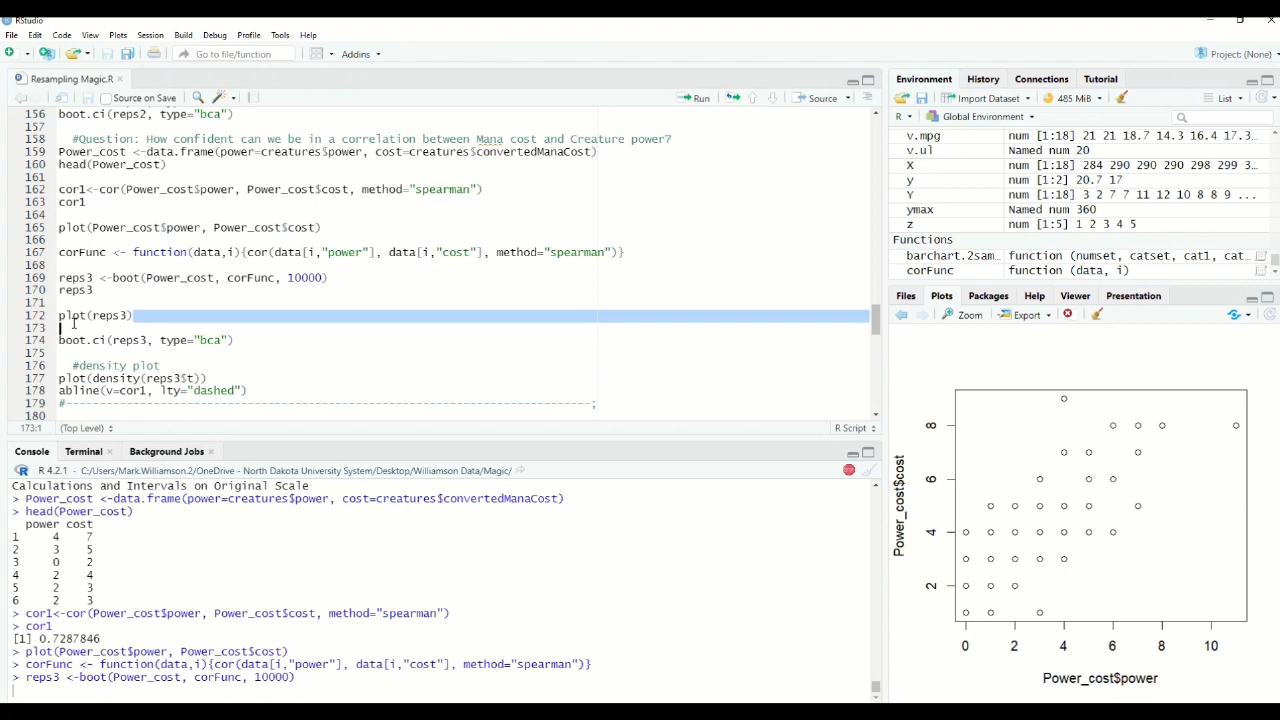 RStudio
File Edit Code View Plots Session Build Debug Profile Tools Help
Go to file/function Addins Project: (None)
Resampling Magic.R
Source on Save Run Source
156 boot.ci(reps2, type="bca")
157
158 #Question: How confident can we be in a correlation between Mana cost and Creature power?
159 Power_cost <-data.frame(power=creatures$power, cost=creatures$convertedManaCost)
160 head(Power_cost)
161
162 cor1<-cor(Power_cost$power, Power_cost$cost, method="spearman")
163 cor1
164
165 plot(Power_cost$power, Power_cost$cost)
166
167 corFunc <- function(data,i){cor(data[i,"power"], data[i,"cost"], method="spearman")}
168
169 reps3 <-boot(Power_cost, corFunc, 10000)
170 reps3
171
172 plot(reps3)
173
174 boot.ci(reps3, type="bca")
175
176 #density plot
177 plot(density(reps3$t))
178 abline(v=cor1, lty="dashed")
179 #---------------------------------------------------------------;
180
173:1 (Top Level) R Script
Console Terminal Background Jobs
R 4.2.1 · C:/Users/Mark.Williamson.2/OneDrive - North Dakota University System/Desktop/Williamson Data/Magic/
Calculations and Intervals on Original Scale
> Power_cost <-data.frame(power=creatures$power, cost=creatures$convertedManaCost)
> head(Power_cost)
power cost
1 4 7
2 3 5
3 0 2
4 2 4
5 2 3
6 2 3
> cor1<-cor(Power_cost$power, Power_cost$cost, method="spearman")
> cor1
[1] 0.7287846
> plot(Power_cost$power, Power_cost$cost)
> corFunc <- function(data,i){cor(data[i,"power"], data[i,"cost"], method="spearman")}
> reps3 <-boot(Power_cost, corFunc, 10000)
Environment History Connections Tutorial
Import Dataset 485 MiB List
R Global Environment
v.mpg num [1:18] 21 21 18.7 14.3 16.4 17.3...
v.ul Named num 20
X num [1:18] 284 290 290 290 298 299 3...
y num [1:2] 20.7 17
Y num [1:18] 3 2 7 7 11 12 10 8 8 9 ...
ymax Named num 360
z num [1:5] 1 2 3 4 5
Functions
barchart.2sam... function (numset, catset, cat1, cat...
corFunc function (data, i)
Files Plots Packages Help Viewer Presentation
Zoom Export
Power_cost$cost
8
6
4
2
0 2 4 6 8 10
Power_cost$power